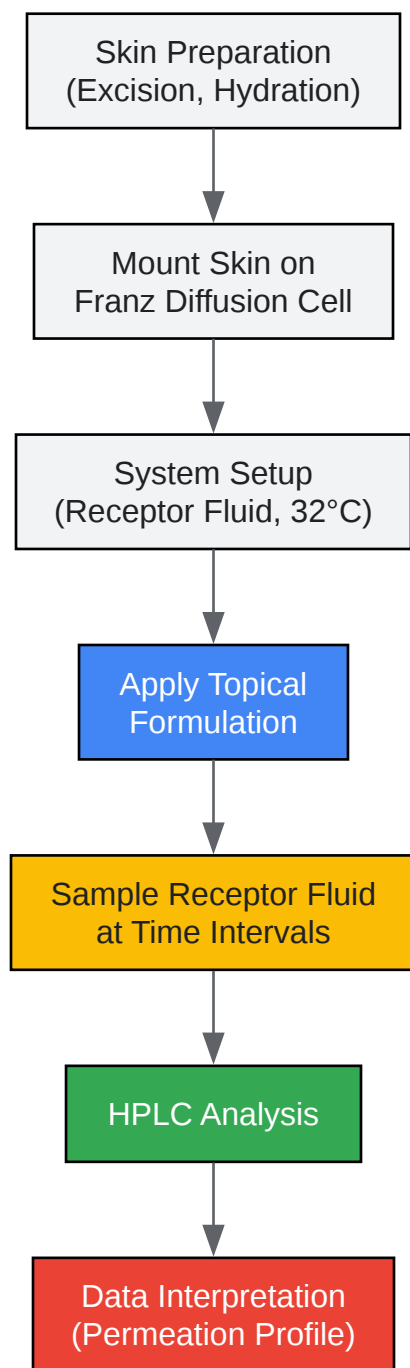 Skin Preparation
(Excision, Hydration)
Mount Skin on
Franz Diffusion Cell
System Setup
(Receptor Fluid, 32°C)
Apply Topical
Formulation
Sample Receptor Fluid
at Time Intervals
HPLC Analysis
Data Interpretation
(Permeation Profile)